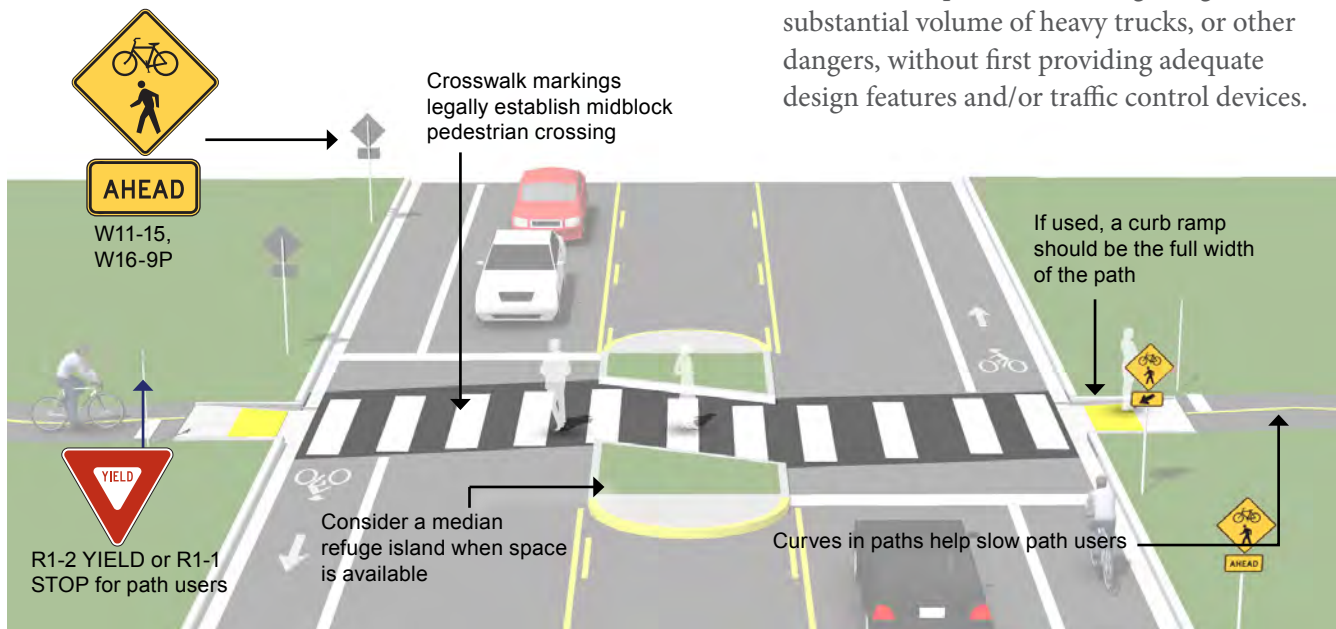 substantial volume of heavy trucks, or other
dangers, without first providing adequate
design features and/or traffic control devices.
AHEAD
W11-15,
W16-9P
Crosswalk markings
legally establish midblock
pedestrian crossing
If used, a curb ramp
should be the full width
of the path
YIELD
R1-2 YIELD or R1-1
STOP for path users
Consider a median
refuge island when space
is available
Curves in paths help slow path users
AHEAD